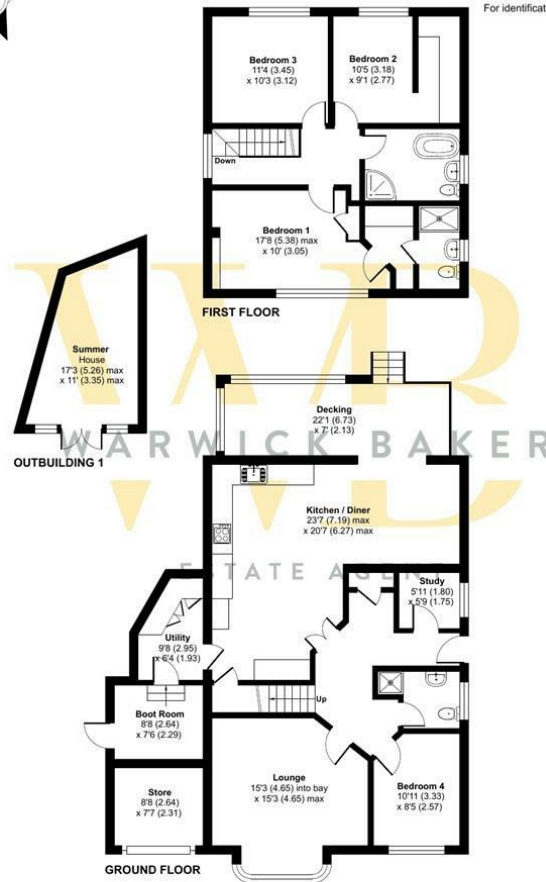 For identificat
Bedroom 3
11'4 (3.45)
x 10'3 (3.12)
Bedroom 2
10'5 (3.18)
x 9'1 (2.77)
Down
Bedroom 1
17'8 (5.38) max
x 10' (3.05)
FIRST FLOOR
Summer
House
17'3 (5.26) max
x 11' (3.35) max
OUTBUILDING 1
Decking
22'1 (6.73)
x 7' (2.13)
WARWICK BAKER
Kitchen / Diner
23'7 (7.19) max
x 20'7 (6.27) max
ESTATE AGENT
Study
5'11 (1.80)
x 5'9 (1.75)
Utility
9'8 (2.95)
x 6'4 (1.93)
Up
Boot Room
8'8 (2.64)
x 7'6 (2.29)
Lounge
15'3 (4.65) into bay
x 15'3 (4.65) max
Bedroom 4
10'11 (3.33)
x 8'5 (2.57)
Store
8'8 (2.64)
x 7'7 (2.31)
GROUND FLOOR